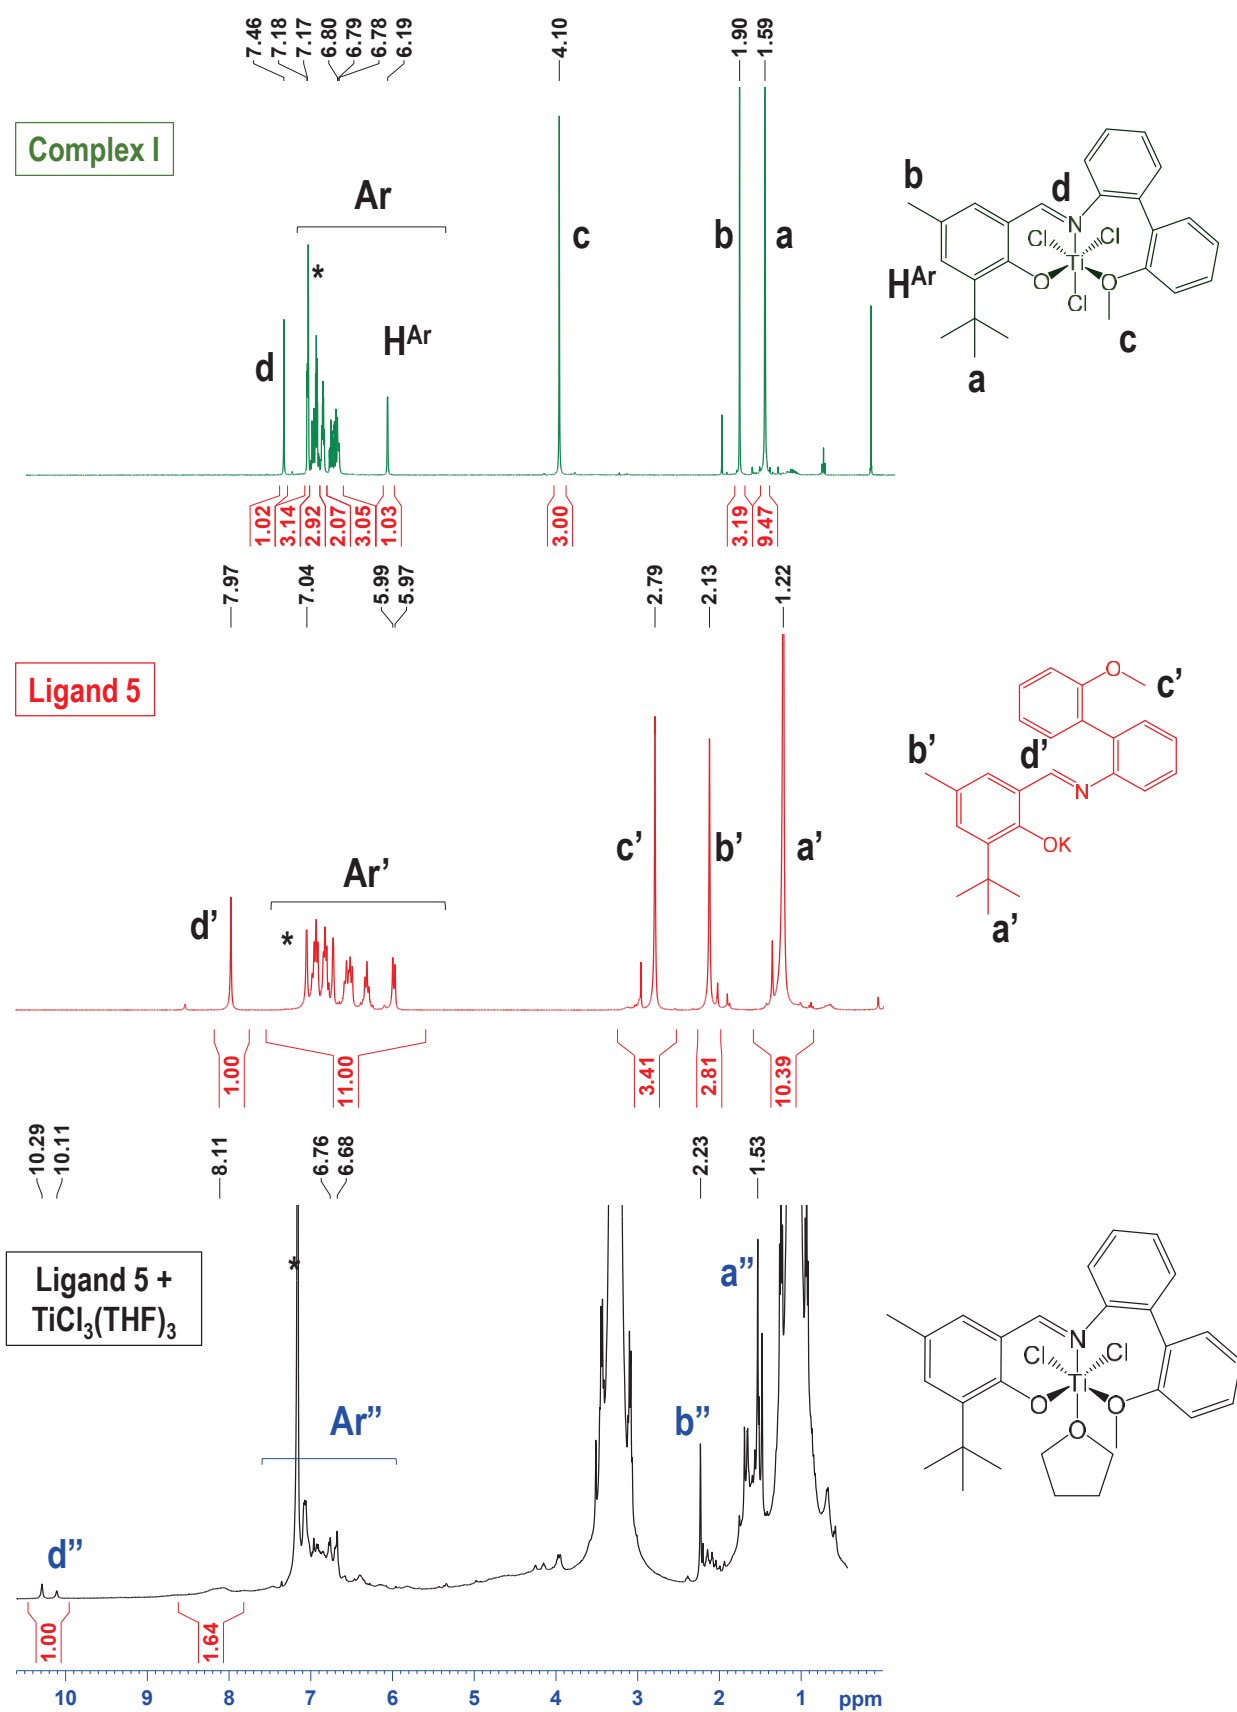 7.46
7.18
7.17
6.80
6.79
6.78
6.19
4.10
1.90
1.59
Complex I
Ar
*
d
H^Ar
c
b
a
b
d
N
Cl
Cl
Ti
O
O
Cl
H^Ar
c
a
1.02
3.14
2.92
2.07
3.05
1.03
3.00
3.19
9.47
7.97
7.04
5.99
5.97
2.79
2.13
1.22
Ligand 5
d'
Ar'
*
c'
b'
a'
O
c'
b'
d'
N
OK
a'
1.00
11.00
3.41
2.81
10.39
10.29
10.11
8.11
6.76
6.68
2.23
1.53
Ligand 5 +
TiCl₃(THF)₃
*
a”
Ar”
b”
d”
N
Cl
Cl
Ti
O
O
O
1.00
1.64
10
9
8
7
6
5
4
3
2
1
ppm